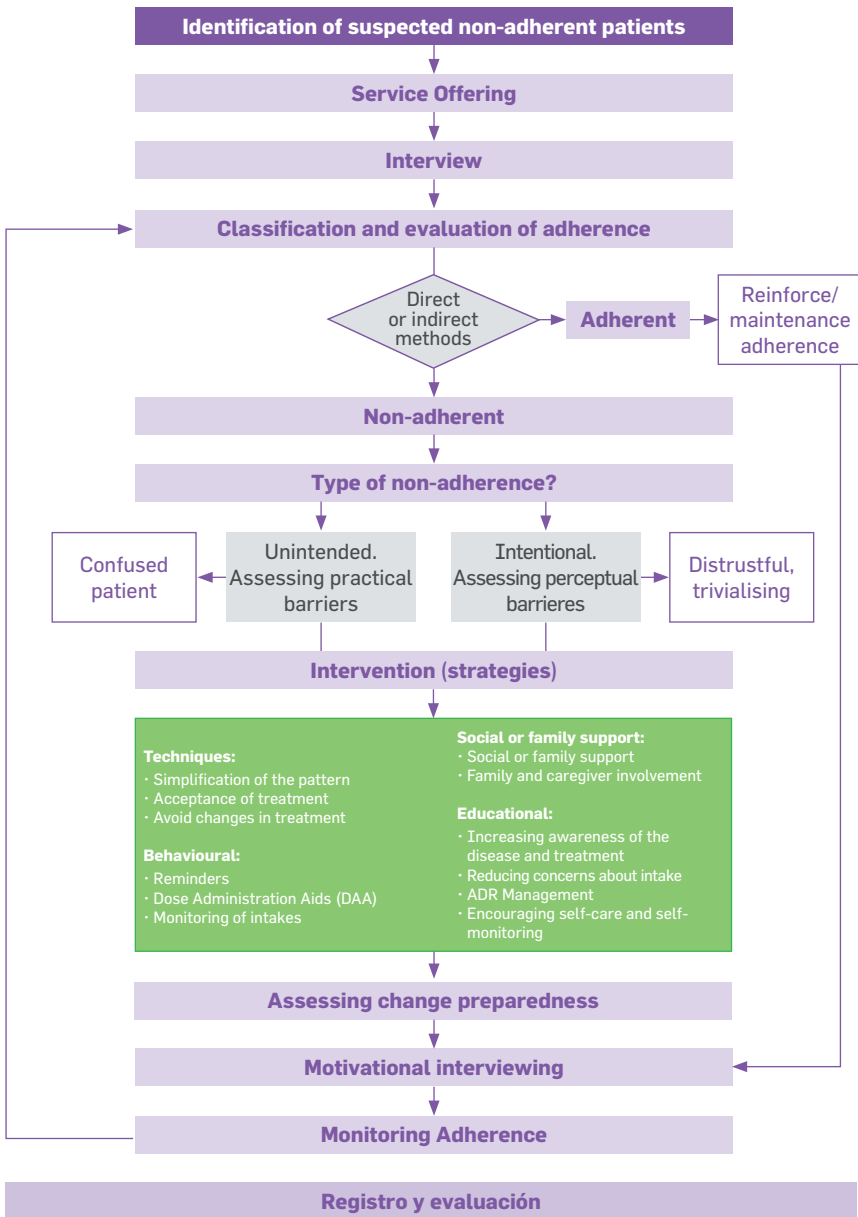 Identification of suspected non-adherent patients
Service Offering
Interview
Classification and evaluation of adherence
Direct
or indirect
methods
Adherent
Reinforce/
maintenance
adherence
Non-adherent
Type of non-adherence?
Confused
patient
Unintended.
Assessing practical
barriers
Intentional.
Assessing perceptual
barrieres
Distrustful,
trivialising
Intervention (strategies)
Techniques:
· Simplification of the pattern
· Acceptance of treatment
· Avoid changes in treatment
Behavioural:
· Reminders
· Dose Administration Aids (DAA)
· Monitoring of intakes
Social or family support:
· Social or family support
· Family and caregiver involvement
Educational:
· Increasing awareness of the
disease and treatment
· Reducing concerns about intake
· ADR Management
· Encouraging self-care and self-
monitoring
Assessing change preparedness
Motivational interviewing
Monitoring Adherence
Registro y evaluación